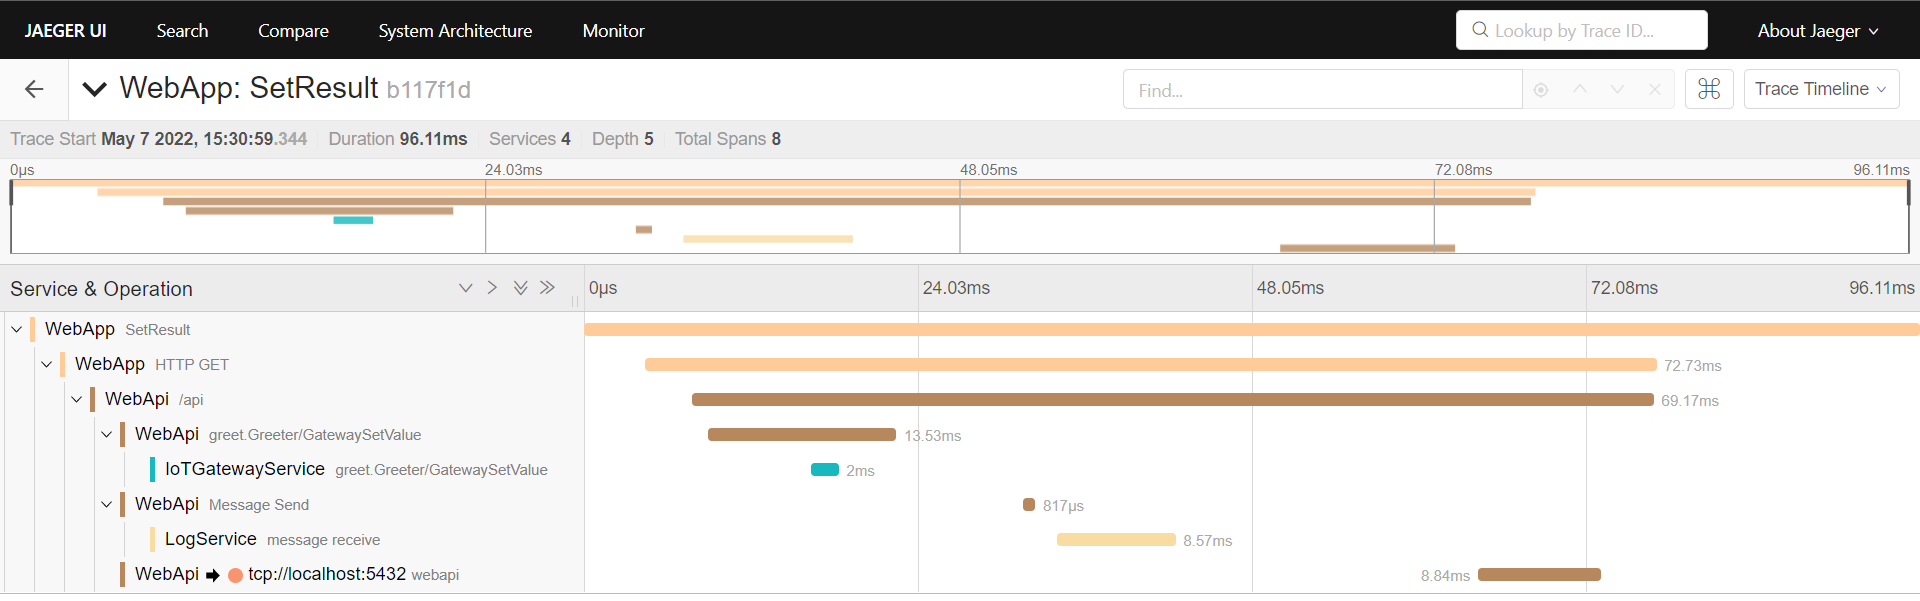 JAEGER UI Search Compare System Architecture Monitor Lookup by Trace ID... About Jaeger
WebApp: SetResult b117f1d Find... Trace Timeline
Trace Start May 7 2022, 15:30:59.344 Duration 96.11ms Services 4 Depth 5 Total Spans 8
0μs 24.03ms 48.05ms 72.08ms 96.11ms
Service & Operation 0μs 24.03ms 48.05ms 72.08ms 96.11ms
WebApp SetResult
WebApp HTTP GET 72.73ms
WebApi /api 69.17ms
WebApi greet.Greeter/GatewaySetValue 13.53ms
IoTGatewayService greet.Greeter/GatewaySetValue 2ms
WebApi Message Send 817μs
LogService message receive 8.57ms
WebApi tcp://localhost:5432 webapi 8.84ms